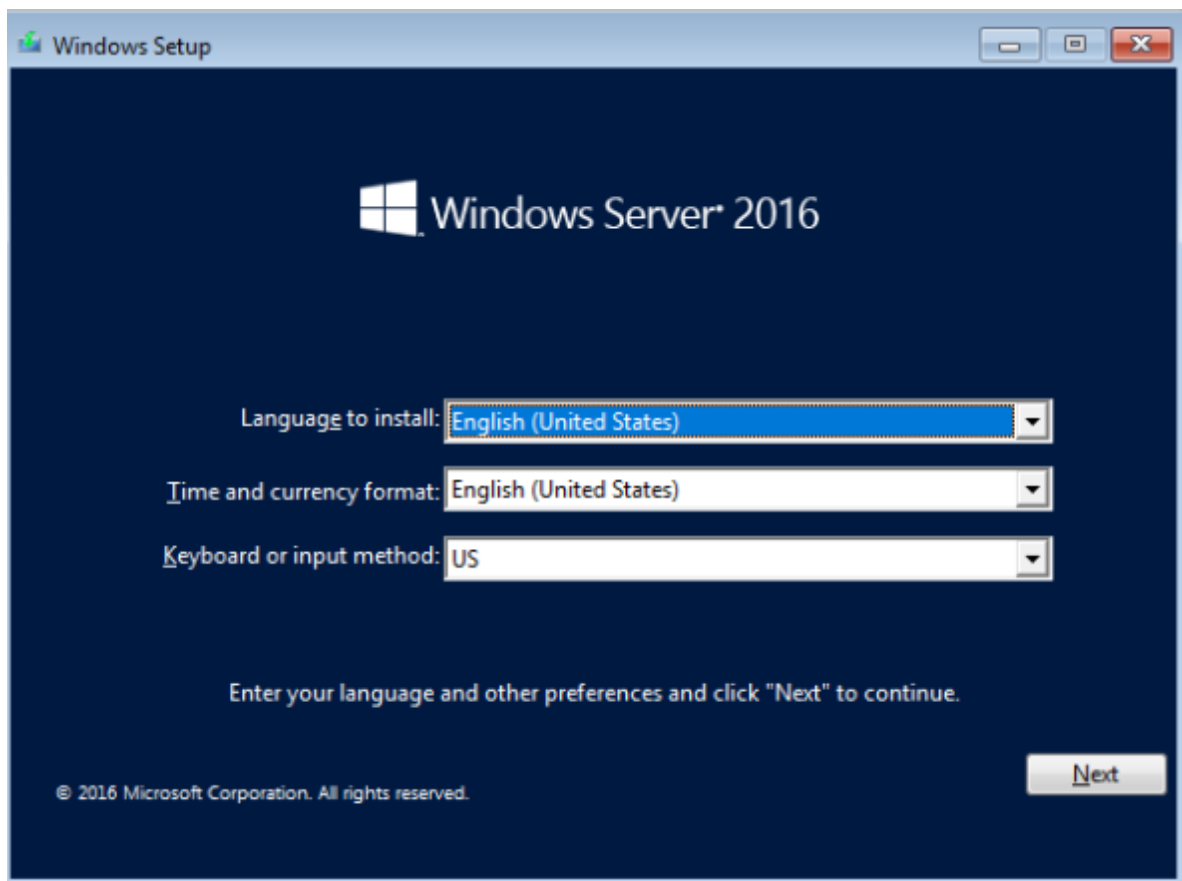 Windows Setup
Windows Server® 2016
Language to install: English (United States)
Time and currency format: English (United States)
Keyboard or input method: US
Enter your language and other preferences and click "Next" to continue.
Next
© 2016 Microsoft Corporation. All rights reserved.